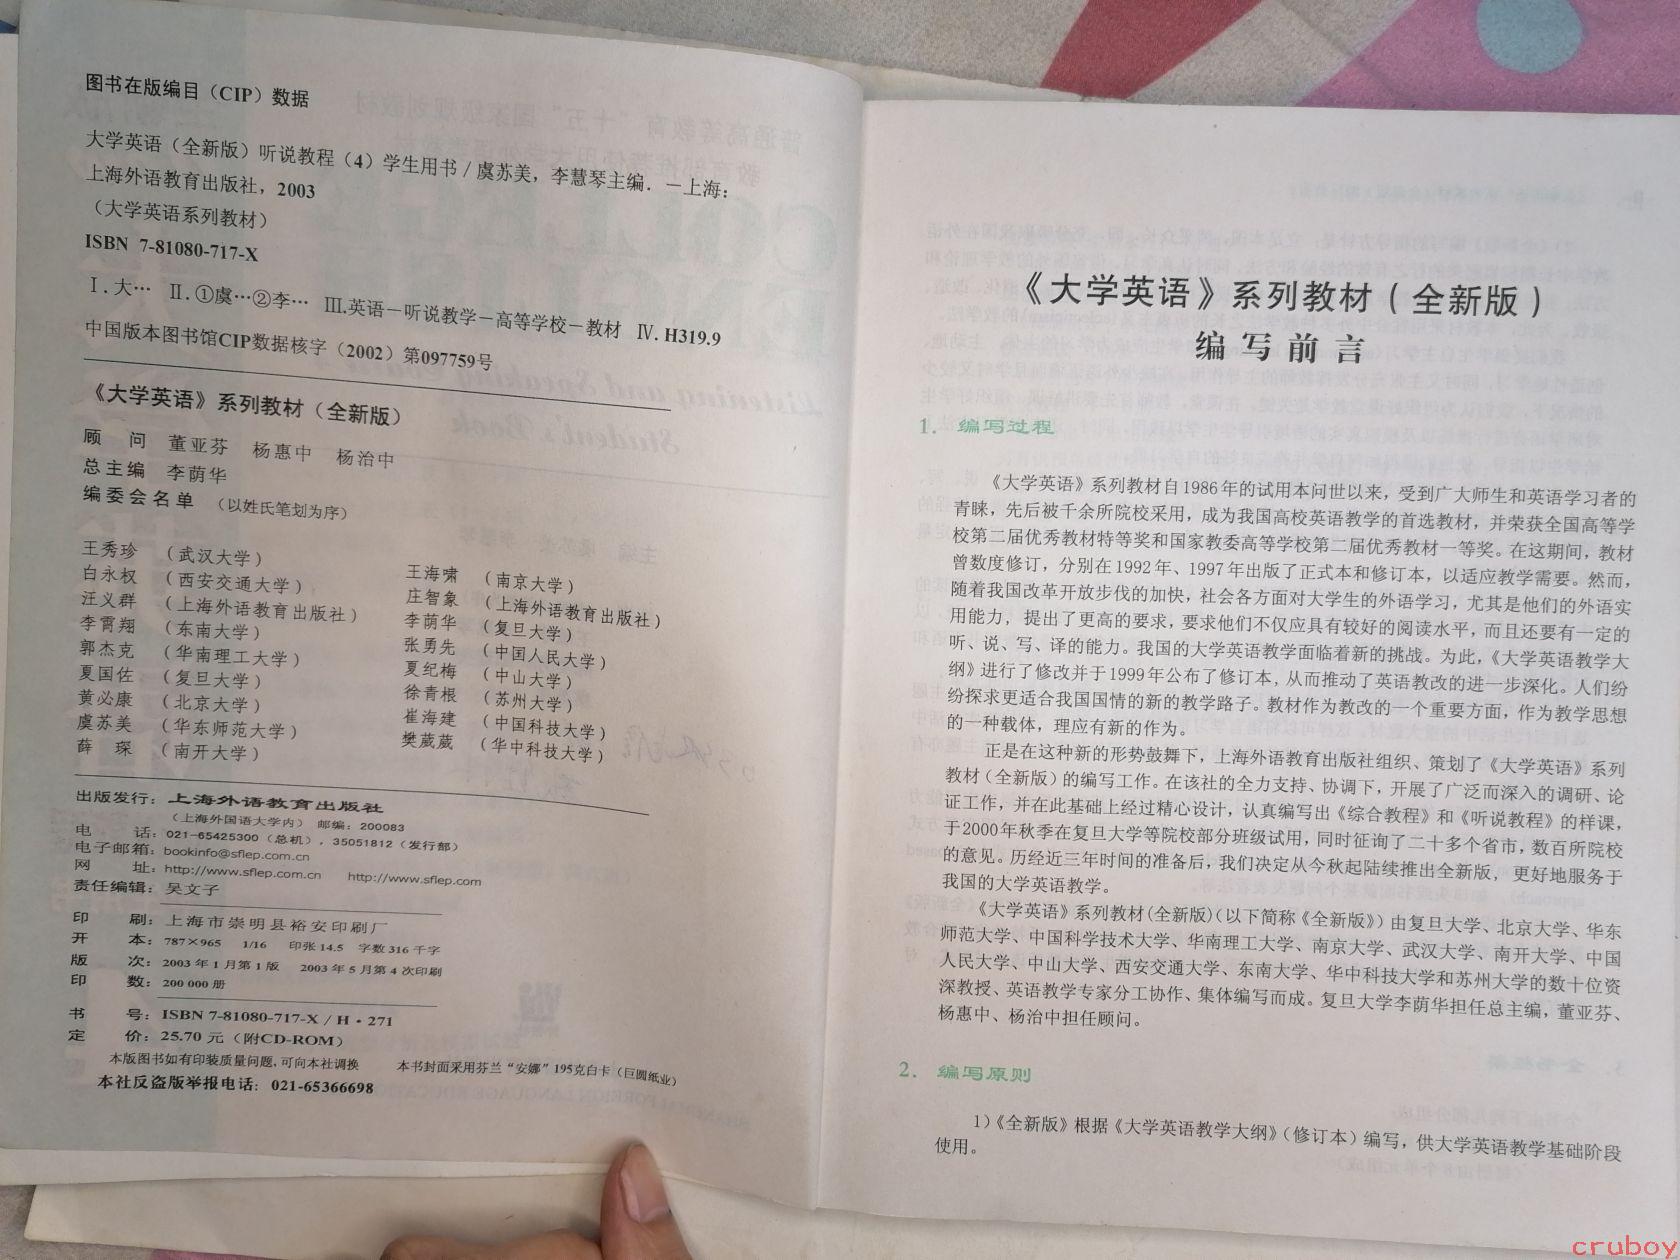 图书在版编目（CIP）数据
大学英语（全新版）听说教程（4）学生用书 / 虞苏美，李慧琴主编．－上海：
上海外语教育出版社，2003
（大学英语系列教材）
ISBN 7-81080-717-X
Ⅰ.大… Ⅱ.①虞…②李… Ⅲ.英语－听说教学－高等学校－教材 Ⅳ.H319.9
中国版本图书馆CIP数据核字（2002）第097759号
《大学英语》系列教材（全新版）
顾 问 董亚芬 杨惠中 杨治中
总主编 李荫华
编委会名单 （以姓氏笔划为序）
王秀珍 （武汉大学） 王海啸 （南京大学）
白永权 （西安交通大学） 庄智象 （上海外语教育出版社）
汪义群 （上海外语教育出版社） 李荫华 （复旦大学）
李霄翔 （东南大学） 张勇先 （中国人民大学）
郭杰克 （华南理工大学） 夏纪梅 （中山大学）
夏国佐 （复旦大学） 徐青根 （苏州大学）
黄必康 （北京大学） 崔海建 （中国科技大学）
虞苏美 （华东师范大学） 樊葳葳 （华中科技大学）
薛 琛 （南开大学）
出版发行：上海外语教育出版社
（上海外国语大学内） 邮编：200083
电 话：021-65425300（总机），35051812（发行部）
电子邮箱：bookinfo@sflep.com.cn
网 址：http://www.sflep.com.cn http://www.sflep.com
责任编辑：吴文子
印 刷：上海市崇明县裕安印刷厂
开 本：787×965 1/16 印张 14.5 字数 316 千字
版 次：2003 年 1 月第 1 版 2003 年 5 月第 4 次印刷
印 数：200 000 册
书 号：ISBN 7-81080-717-X / H · 271
定 价：25.70 元（附CD-ROM）
本版图书如有印装质量问题，可向本社调换 本书封面采用芬兰“安娜”195克白卡（巨圆纸业）
本社反盗版举报电话：021-65366698
《大学英语》系列教材（全新版）
编写前言
1. 编写过程
《大学英语》系列教材自1986年的试用本问世以来，受到广大师生和英语学习者的
青睐，先后被千余所院校采用，成为我国高校英语教学的首选教材，并荣获全国高等学
校第二届优秀教材特等奖和国家教委高等学校第二届优秀教材一等奖。在这期间，教材
曾数度修订，分别在1992年、1997年出版了正式本和修订本，以适应教学需要。然而，
随着我国改革开放步伐的加快，社会各方面对大学生的外语学习，尤其是他们的外语实
用能力，提出了更高的要求，要求他们不仅应具有较好的阅读水平，而且还要有一定的
听、说、写、译的能力。我国的大学英语教学面临着新的挑战。为此，《大学英语教学大
纲》进行了修改并于1999年公布了修订本，从而推动了英语教改的进一步深化。人们纷
纷探求更适合我国国情的新的教学路子。教材作为教改的一个重要方面，作为教学思想
的一种载体，理应有新的作为。
正是在这种新的形势鼓舞下，上海外语教育出版社组织、策划了《大学英语》系列
教材（全新版）的编写工作。在该社的全力支持、协调下，开展了广泛而深入的调研、论
证工作，并在此基础上经过精心设计，认真编写出《综合教程》和《听说教程》的样课，
于2000年秋季在复旦大学等院校部分班级试用，同时征询了二十多个省市，数百所院校
的意见。历经近三年时间的准备后，我们决定从今秋起陆续推出全新版，更好地服务于
我国的大学英语教学。
《大学英语》系列教材（全新版）（以下简称《全新版》）由复旦大学、北京大学、华东
师范大学、中国科学技术大学、华南理工大学、南京大学、武汉大学、南开大学、中国
人民大学、中山大学、西安交通大学、东南大学、华中科技大学和苏州大学的数十位资
深教授、英语教学专家分工协作、集体编写而成。复旦大学李荫华担任总主编，董亚芬、
杨惠中、杨治中担任顾问。
2. 编写原则
1）《全新版》根据《大学英语教学大纲》（修订本）编写，供大学英语教学基础阶段
使用。
cruboy